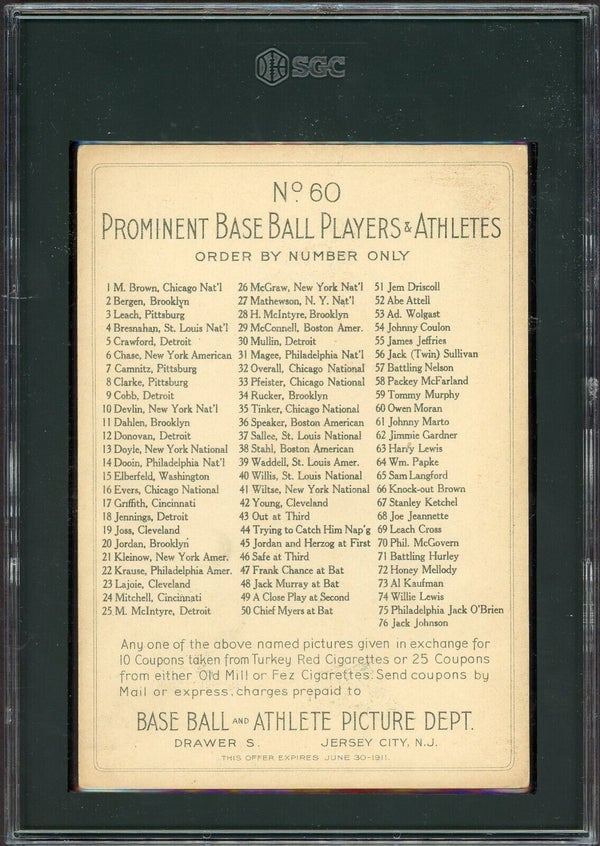 SGC
No 60
PROMINENT BASE BALL PLAYERS & ATHLETES
ORDER BY NUMBER ONLY
1 M. Brown, Chicago Nat'l
2 Bergen, Brooklyn
3 Leach, Pittsburg
4 Bresnahan, St. Louis Nat'l
5 Crawford, Detroit
6 Chase, New York American
7 Camnitz, Pittsburg
8 Clarke, Pittsburg
9 Cobb, Detroit
10 Devlin, New York Nat'l
11 Dahlen, Brooklyn
12 Donovan, Detroit
13 Doyle, New York National
14 Dooin, Philadelphia Nat'l
15 Elberfeld, Washington
16 Evers, Chicago National
17 Griffith, Cincinnati
18 Jennings, Detroit
19 Joss, Cleveland
20 Jordan, Brooklyn
21 Kleinow, New York Amer.
22 Krause, Philadelphia Amer.
23 Lajoie, Cleveland
24 Mitchell, Cincinnati
25 M. McIntyre, Detroit
26 McGraw, New York Nat'l
27 Mathewson, N. Y. Nat'l
28 H. McIntyre, Brooklyn
29 McConnell, Boston Amer.
30 Mullin, Detroit
31 Magee, Philadelphia Nat'l
32 Overall, Chicago National
33 Pfeister, Chicago National
34 Rucker, Brooklyn
35 Tinker, Chicago National
36 Speaker, Boston American
37 Sallee, St. Louis National
38 Stahl, Boston American
39 Waddell, St. Louis Amer.
40 Willis, St. Louis National
41 Wiltse, New York National
42 Young, Cleveland
43 Out at Third
44 Trying to Catch Him Nap'g
45 Jordan and Herzog at First
46 Safe at Third
47 Frank Chance at Bat
48 Jack Murray at Bat
49 A Close Play at Second
50 Chief Myers at Bat
51 Jem Driscoll
52 Abe Attell
53 Ad. Wolgast
54 Johnny Coulon
55 James Jeffries
56 Jack (Twin) Sullivan
57 Battling Nelson
58 Packey McFarland
59 Tommy Murphy
60 Owen Moran
61 Johnny Marto
62 Jimmie Gardner
63 Harry Lewis
64 Wm. Papke
65 Sam Langford
66 Knock-out Brown
67 Stanley Ketchel
68 Joe Jeannette
69 Leach Cross
70 Phil. McGovern
71 Battling Hurley
72 Honey Mellody
73 Al Kaufman
74 Willie Lewis
75 Philadelphia Jack O'Brien
76 Jack Johnson
Any one of the above named pictures given in exchange for
10 Coupons taken from Turkey Red Cigarettes or 25 Coupons
from either Old Mill or Fez Cigarettes. Send coupons by
Mail or express, charges prepaid to
BASE BALL AND ATHLETE PICTURE DEPT.
DRAWER S. JERSEY CITY, N.J.
THIS OFFER EXPIRES JUNE 30-1911.